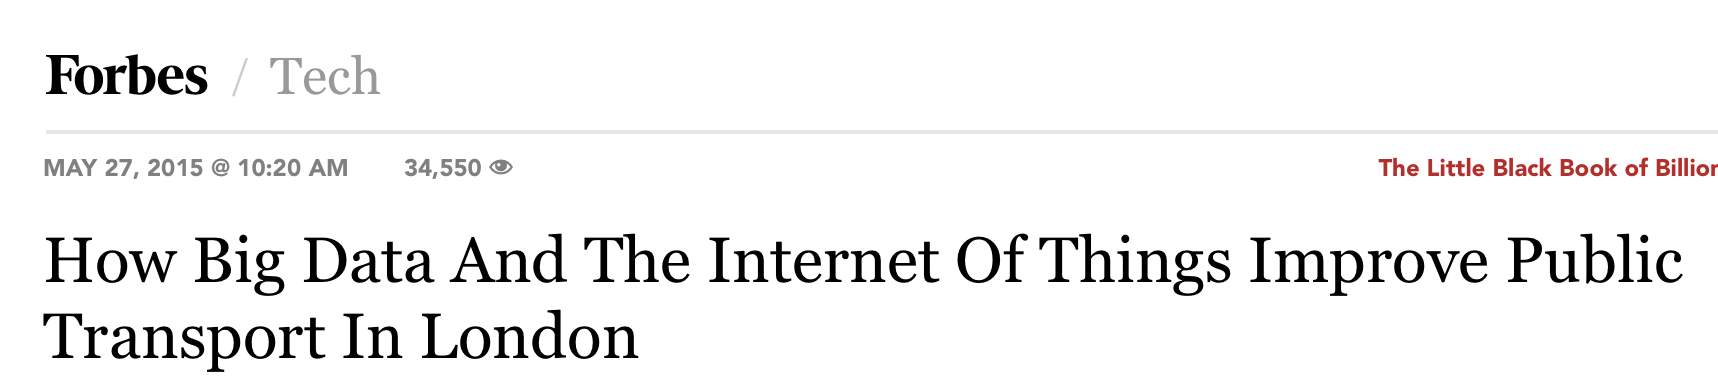 Forbes / Tech
MAY 27, 2015 @ 10:20 AM 34,550
The Little Black Book of Billion
How Big Data And The Internet Of Things Improve Public
Transport In London